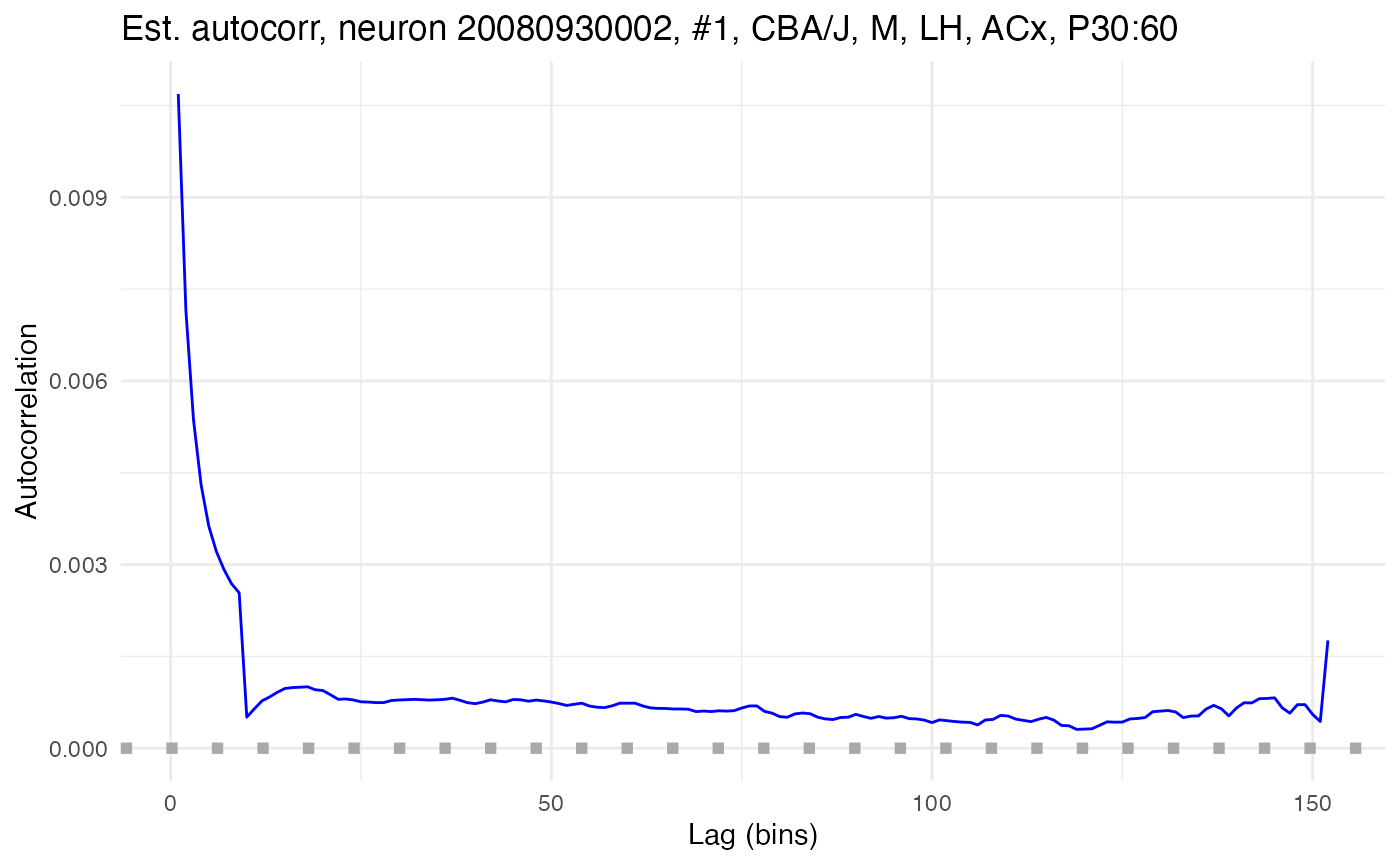 Est. autocorr, neuron 20080930002, #1, CBA/J, M, LH, ACx, P30:60
Autocorrelation
0.009
0.006
0.003
0.000
0 50 100 150
Lag (bins)